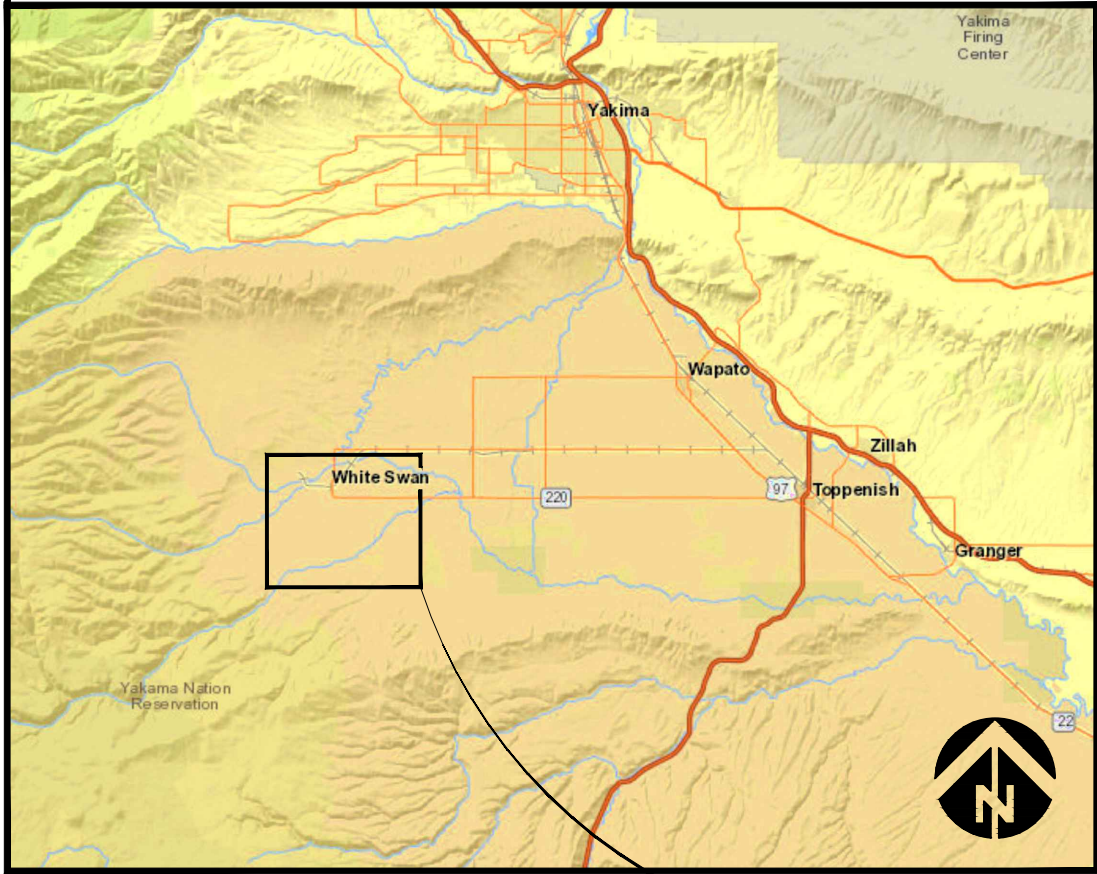 Yakima
Firing
Center
Yakima
Wapato
Zillah
White Swan
220
97
Toppenish
Granger
Yakama Nation
Reservation
22
N